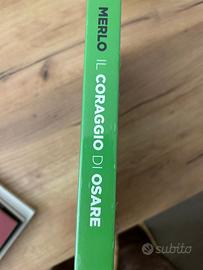 MERLO IL CORAGGIO DI OSARE
subito